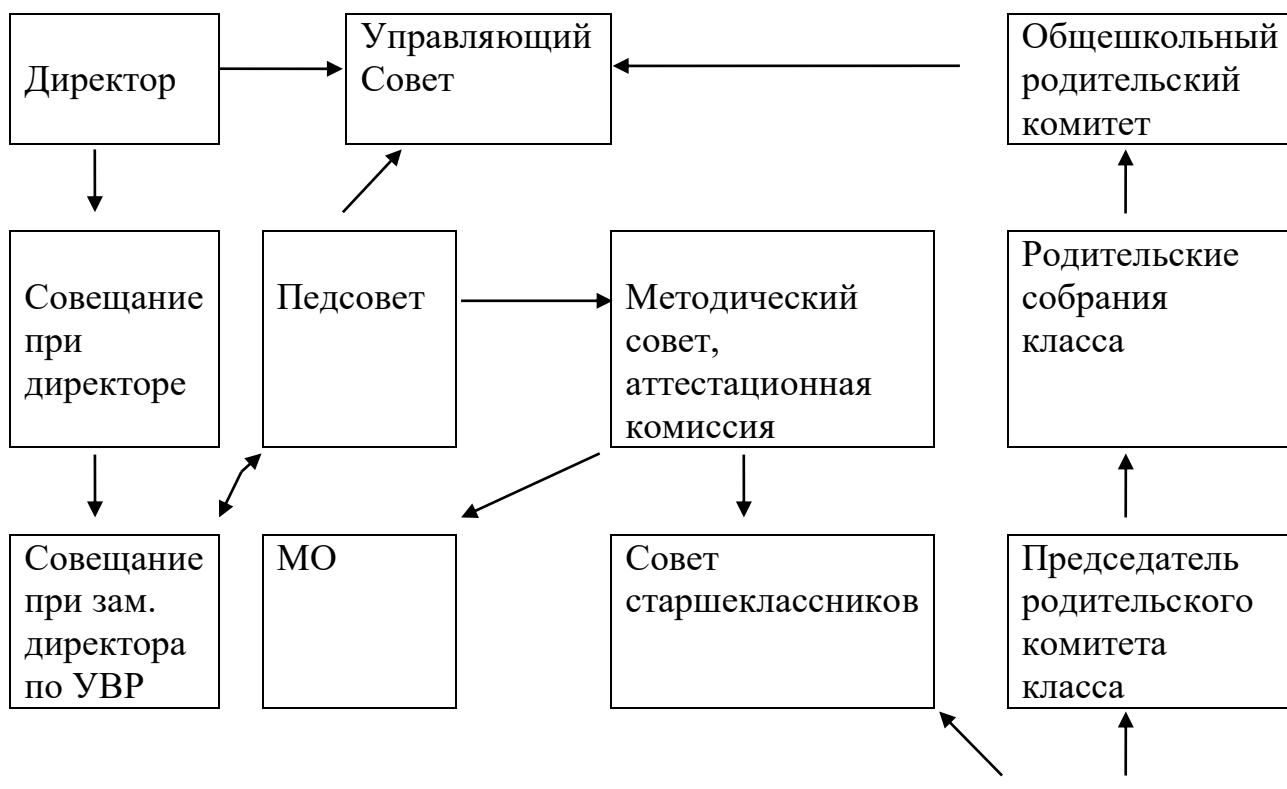 Директор
Управляющий
Совет
Общешкольный
родительский
комитет
Совещание
при
директоре
Педсовет
Методический
совет,
аттестационная
комиссия
Родительские
собрания
класса
Совещание
при зам.
директора
по УВР
МО
Совет
старшеклассников
Председатель
родительского
комитета
класса